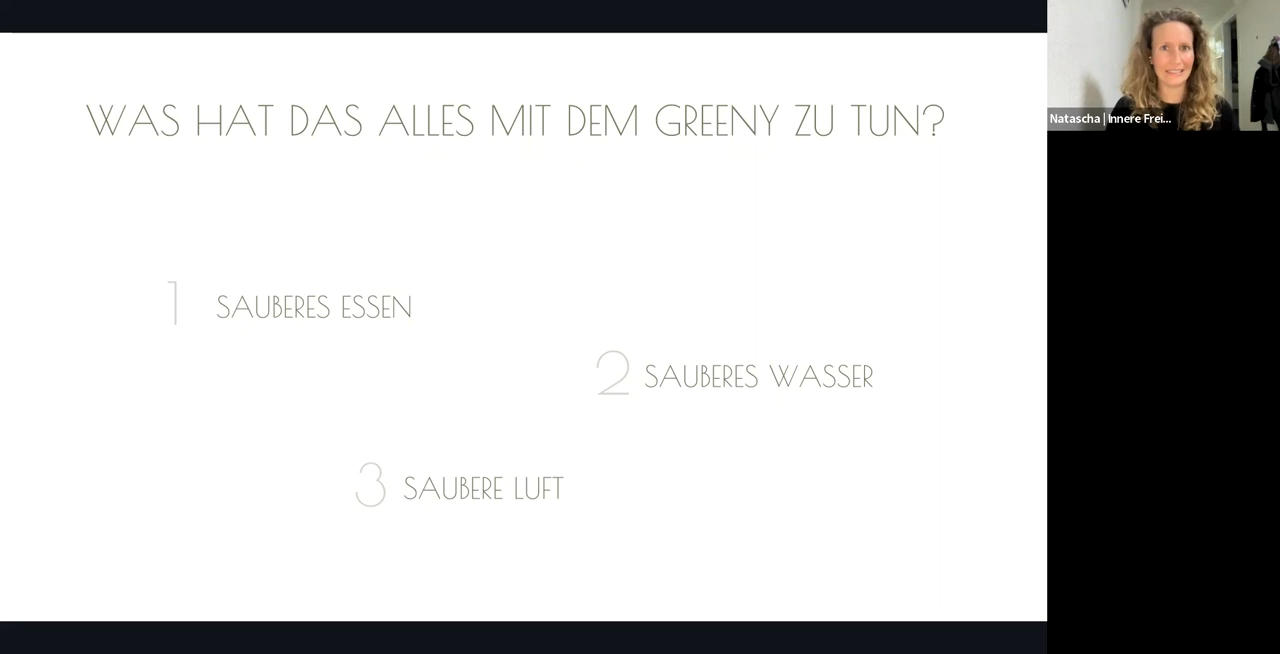 WAS HAT DAS ALLES MIT DEM GREENY ZU TUN?
Natascha | Innere Frei...
1 SAUBERES ESSEN
2 SAUBERES WASSER
3 SAUBERE LUFT